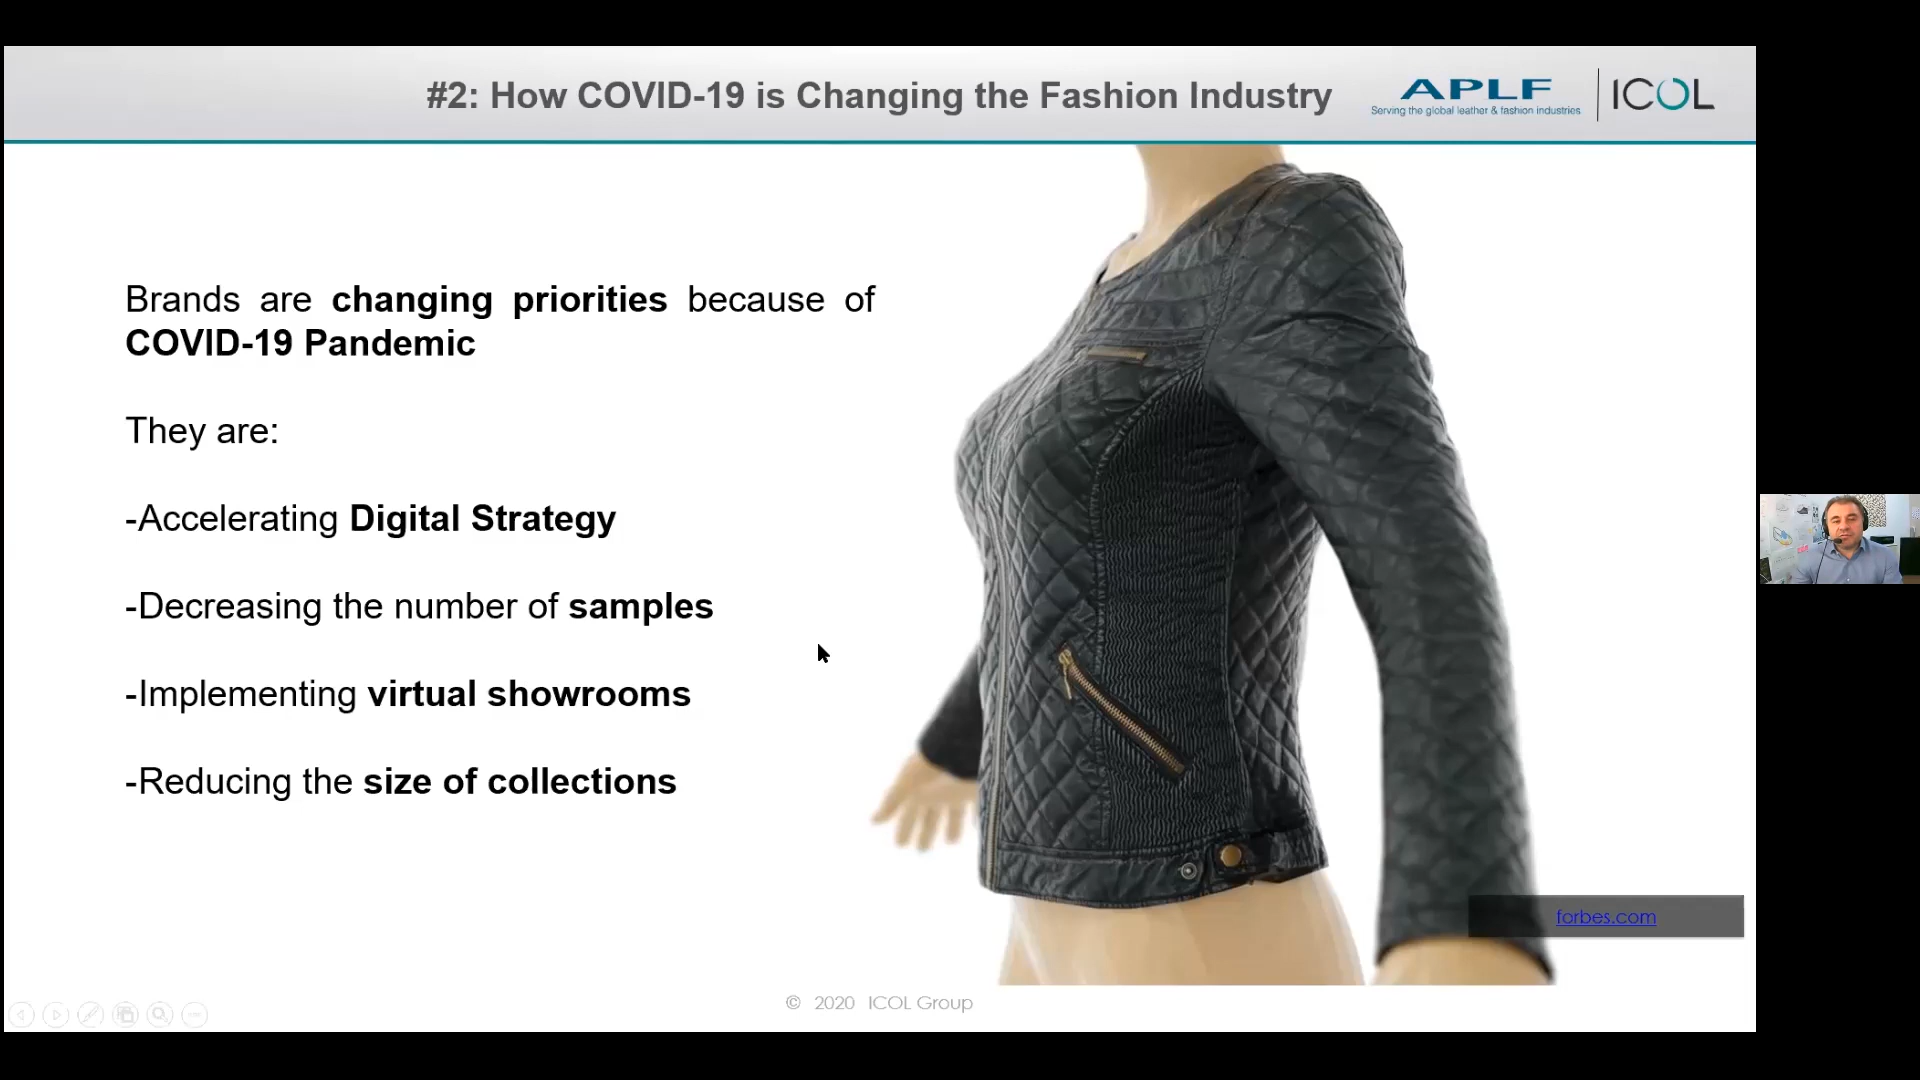 #2: How COVID-19 is Changing the Fashion Industry
APLF
Serving the global leather & fashion industries
ICOL
Brands are changing priorities because of
COVID-19 Pandemic
They are:
-Accelerating Digital Strategy
-Decreasing the number of samples
-Implementing virtual showrooms
-Reducing the size of collections
forbes.com
© 2020 ICOL Group